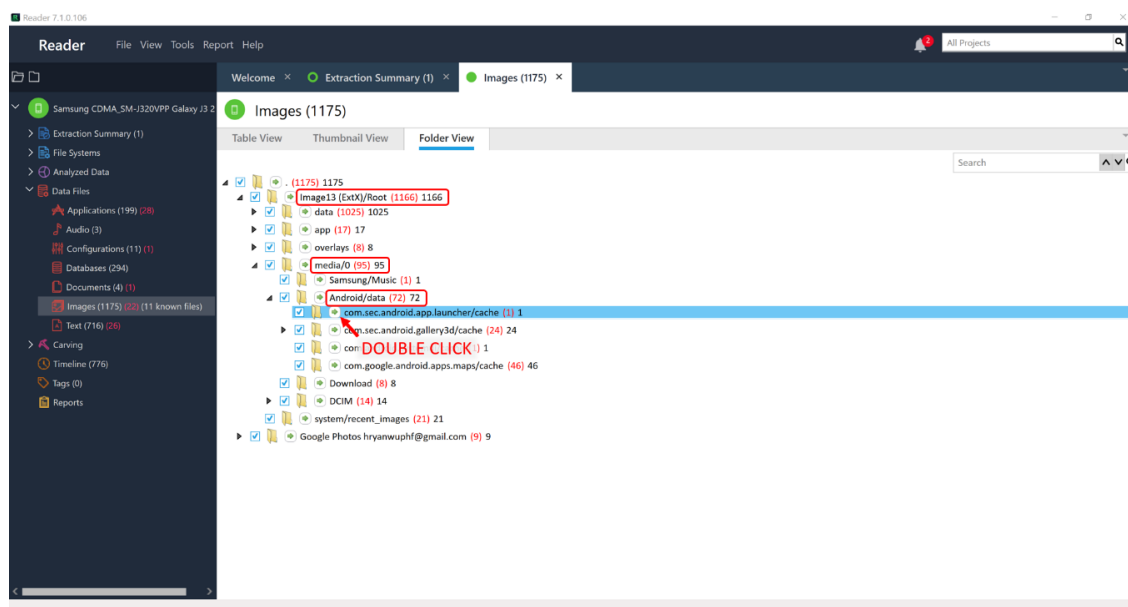 Reader 7.1.0.106
Reader File View Tools Report Help
2
All Projects
Welcome × Extraction Summary (1) × Images (1175) ×
Samsung CDMA_SM-J320VPP Galaxy J3 2
Extraction Summary (1)
File Systems
Analyzed Data
Data Files
Applications (199) (28)
Audio (3)
Configurations (11) (1)
Databases (294)
Documents (4) (1)
Images (1175) (22) (11 known files)
Text (716) (26)
Carving
Timeline (776)
Tags (0)
Reports
Images (1175)
Table View Thumbnail View Folder View
Search
. (1175) 1175
Image13 (ExtX)/Root (1166) 1166
data (1025) 1025
app (17) 17
overlays (8) 8
media/0 (95) 95
Samsung/Music (1) 1
Android/data (72) 72
com.sec.android.app.launcher/cache (1) 1
com.sec.android.gallery3d/cache (24) 24
DOUBLE CLICK
1
com.google.android.apps.maps/cache (46) 46
Download (8) 8
DCIM (14) 14
system/recent_images (21) 21
Google Photos hryanwuphf@gmail.com (9) 9